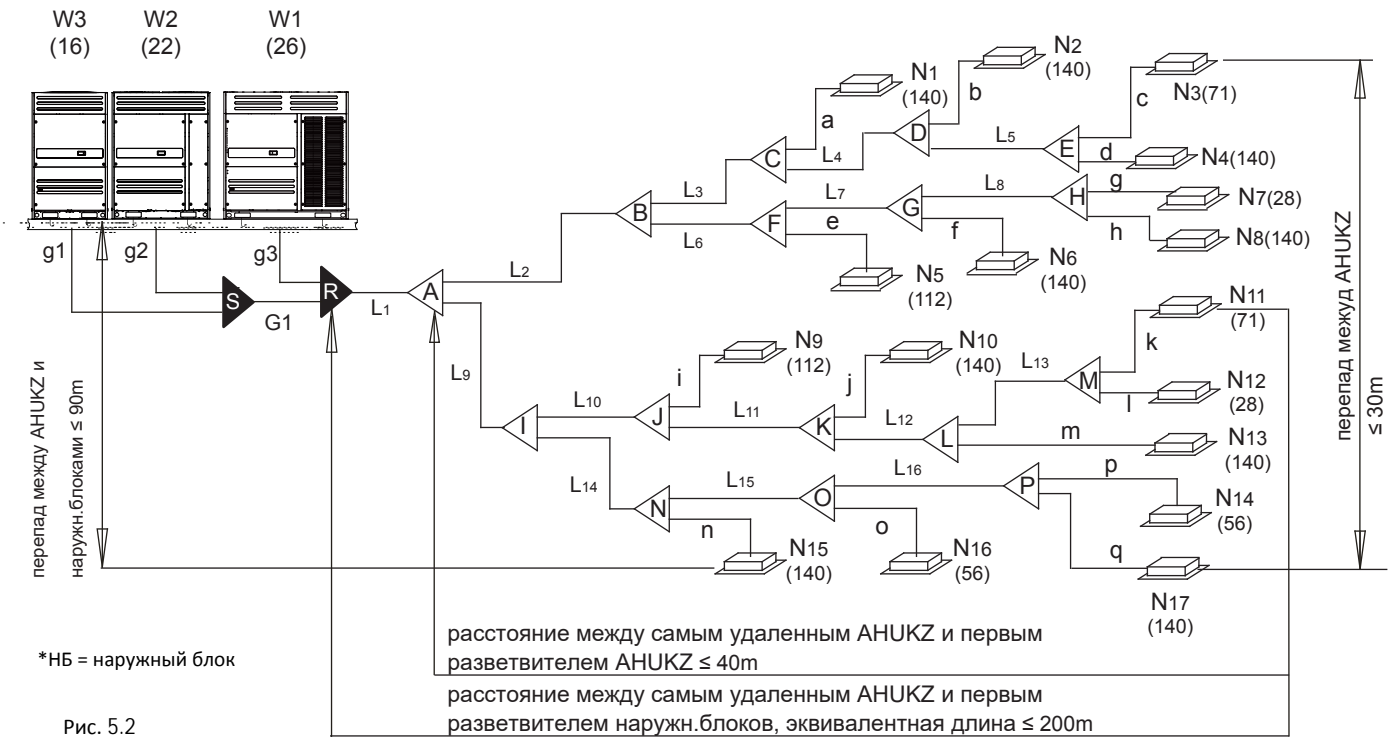 W3 W2 W1
(16) (22) (26)
N1
(140)
N2
(140)
N3(71)
N4(140)
a
b
c
d
C
D
E
L4
L5
L3
B
L7
L8
g
N7(28)
F
G
H
e
f
h
N8(140)
L6
N5
(112)
N6
(140)
g1 g2 g3
S
R
G1
L1
A
L2
L9
N9
(112)
N10
(140)
N11
(71)
i
j
k
L13
M
l
N12
(28)
L10
L11
L12
I
J
K
L
m
N13
(140)
L14
L15
L16
N
O
P
n
o
p
q
N14
(56)
N15
(140)
N16
(56)
N17
(140)
перепад между AHUKZ и
наружн.блоками ≤ 90m
перепад межуд AHUKZ
≤ 30m
расстояние между самым удаленным AHUKZ и первым
разветвителем AHUKZ ≤ 40m
расстояние между самым удаленным AHUKZ и первым
разветвителем наружн.блоков, эквивалентная длина ≤ 200m
*НБ = наружный блок
Рис. 5.2